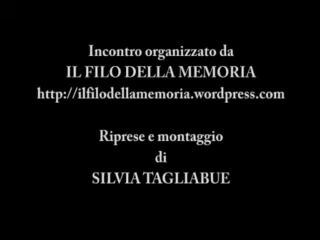 Incontro organizzato da
IL FILO DELLA MEMORIA
http://ilfilodellamemoria.wordpress.com
Riprese e montaggio
di
SILVIA TAGLIABUE